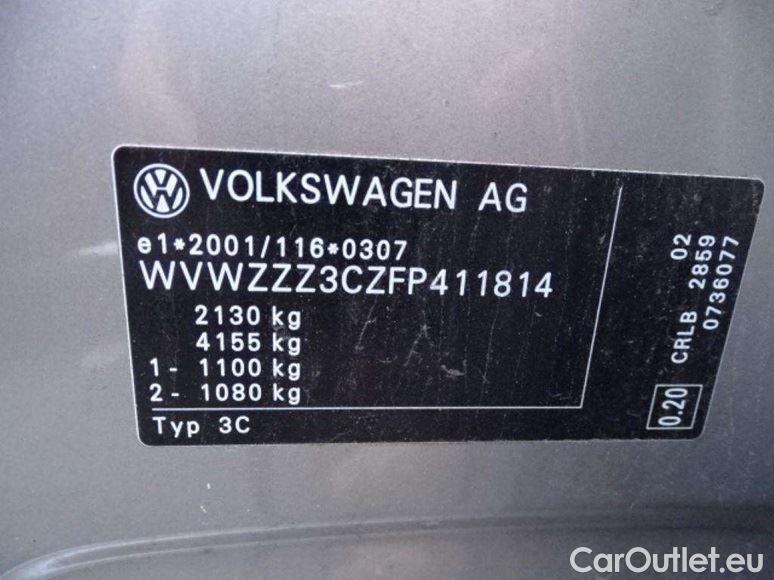 VOLKSWAGEN AG
e1*2001/116*0307
WVWZZZ3CZFP411814
2130 kg
4155 kg
1- 1100 kg
2- 1080 kg
Typ 3C
02
CRLB 2859
0736077
0.20
CarOutlet.eu